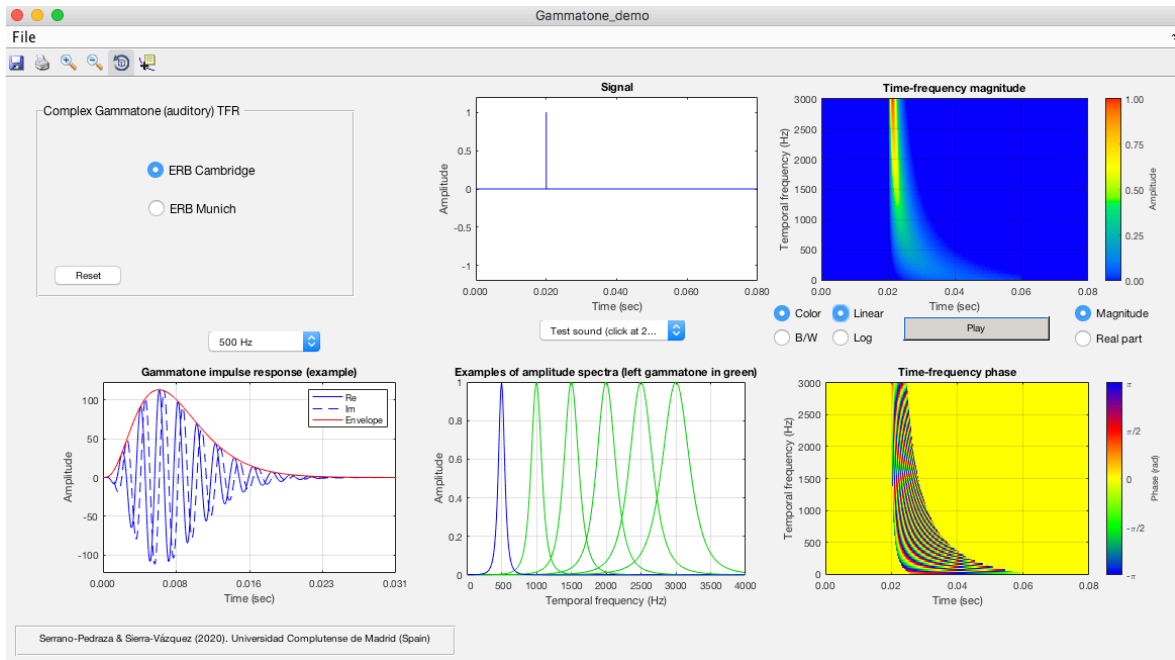 Gammatone_demo
File
Complex Gammatone (auditory) TFR
ERB Cambridge
ERB Munich
Reset
Signal
Amplitude
1
0.5
0
-0.5
-1
0.000
0.020
0.040
0.060
0.080
Time (sec)
Test sound (click at 2...
Time-frequency magnitude
Temporal frequency (Hz)
3000
2500
2000
1500
1000
500
0
0.00
0.02
0.04
0.06
0.08
Time (sec)
1.00
0.75
0.50
0.25
0.00
Amplitude
Color
Linear
B/W
Log
Play
Magnitude
Real part
500 Hz
Gammatone impulse response (example)
Re
Im
Envelope
Amplitude
100
50
0
-50
-100
0.000
0.008
0.016
0.023
0.031
Time (sec)
Examples of amplitude spectra (left gammatone in green)
Amplitude
1
0.8
0.6
0.4
0.2
0
0
500
1000
1500
2000
2500
3000
3500
4000
Temporal frequency (Hz)
Time-frequency phase
Temporal frequency (Hz)
3000
2500
2000
1500
1000
500
0
0.00
0.02
0.04
0.06
0.08
Time (sec)
π
π/2
0
-π/2
-π
Phase (rad)
Serrano-Pedraza & Sierra-Vázquez (2020). Universidad Complutense de Madrid (Spain)